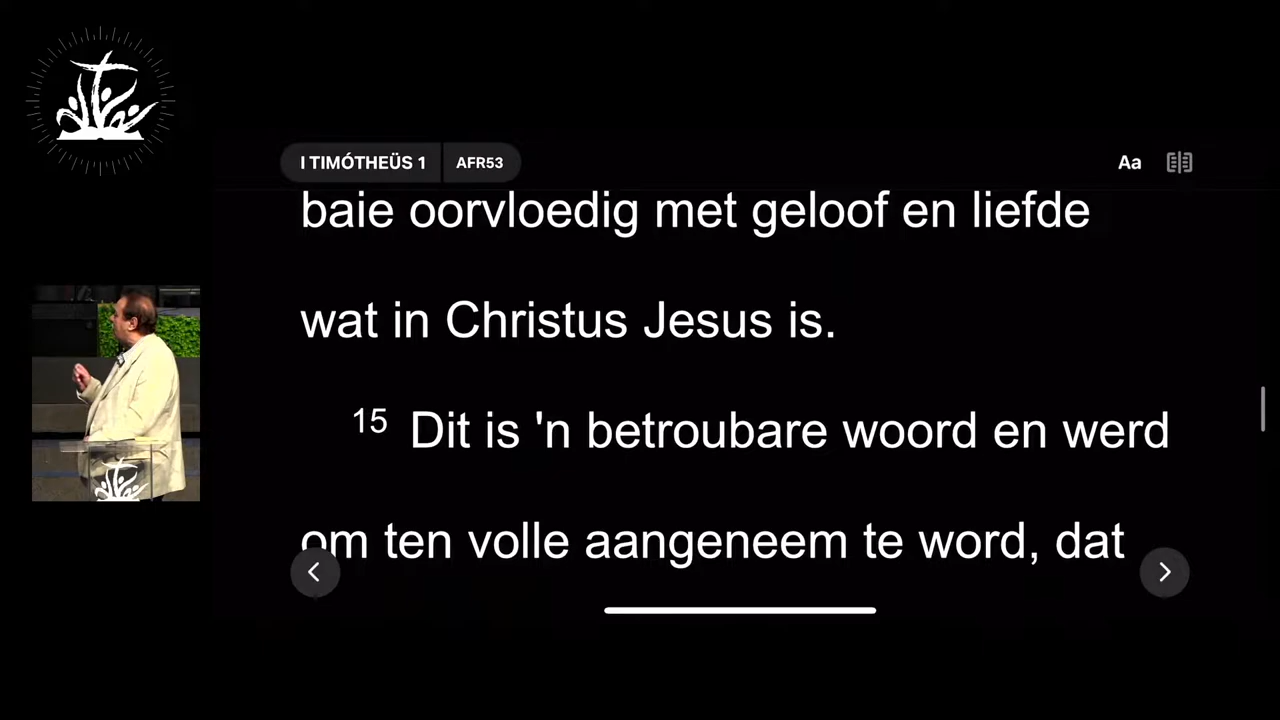 I TIMÓTHEÜS 1 AFR53 Aa
baie oorvloedig met geloof en liefde
wat in Christus Jesus is.
15 Dit is 'n betroubare woord en werd
om ten volle aangeneem te word, dat